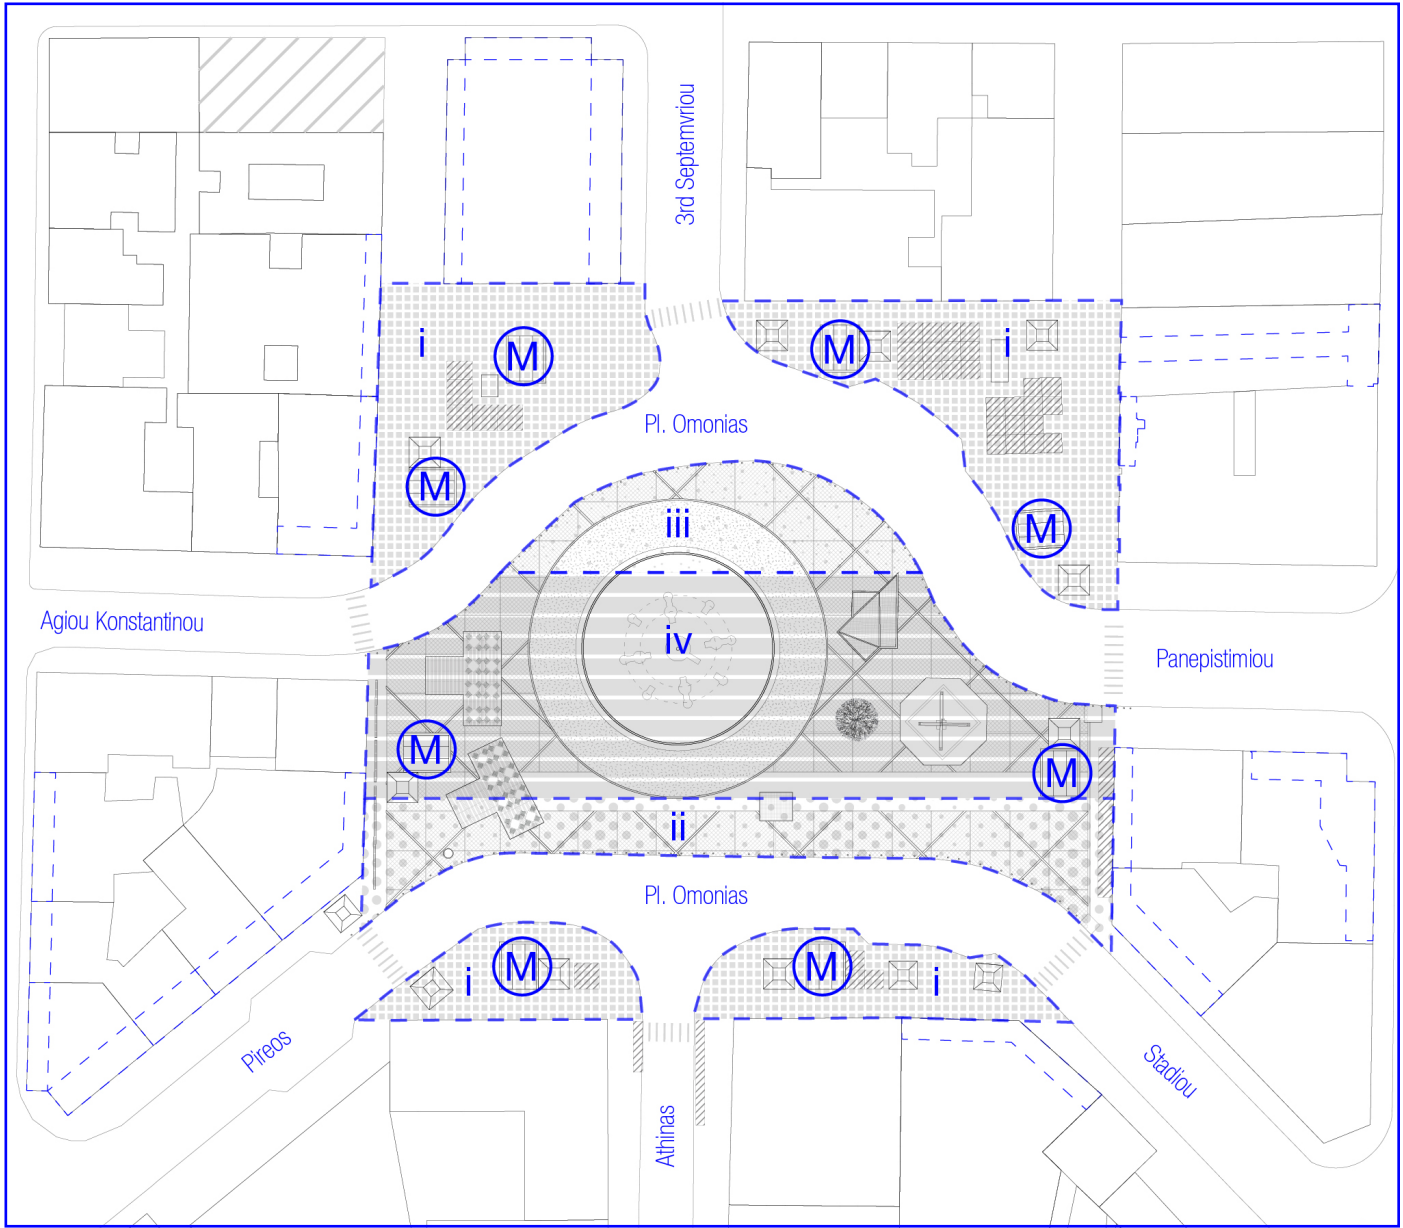 3rd Septemvriou
i
M
M
i
Pl. Omonias
M
iii
M
Agiou Konstantinou
iv
Panepistimiou
M
M
ii
Pl. Omonias
M
i
M
i
Pireos
Athinas
Stadiou